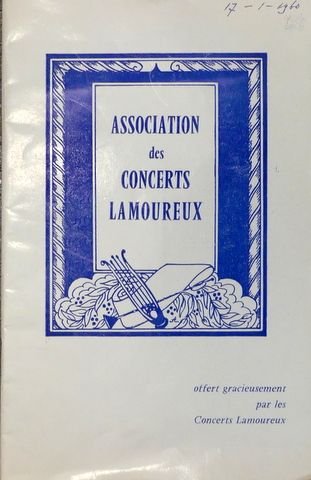 17-1-1960
ASSOCIATION
des
CONCERTS
LAMOUREUX
offert gracieusement
par les
Concerts Lamoureux